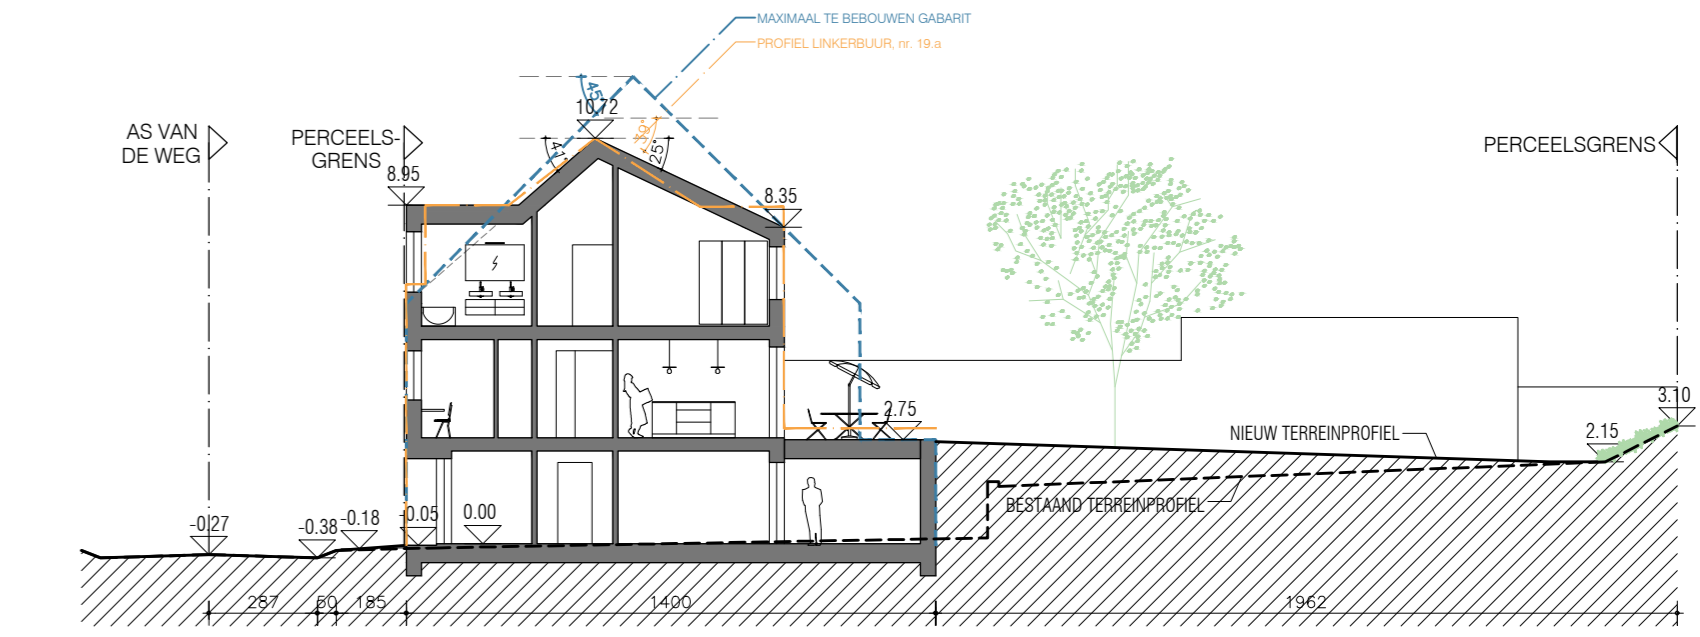 MAXIMAAL TE BEBOUWEN GABARIT
PROFIEL LINKERBUUR, nr. 19.a
45°
10.72
39°
41°
25°
AS VAN
DE WEG
PERCEELS-
GRENS
PERCEELSGRENS
8.95
8.35
2.75
3.10
2.15
NIEUW TERREINPROFIEL
BESTAAND TERREINPROFIEL
-0.27
-0.38
-0.18
-0.05
0.00
287
50
185
1400
1962